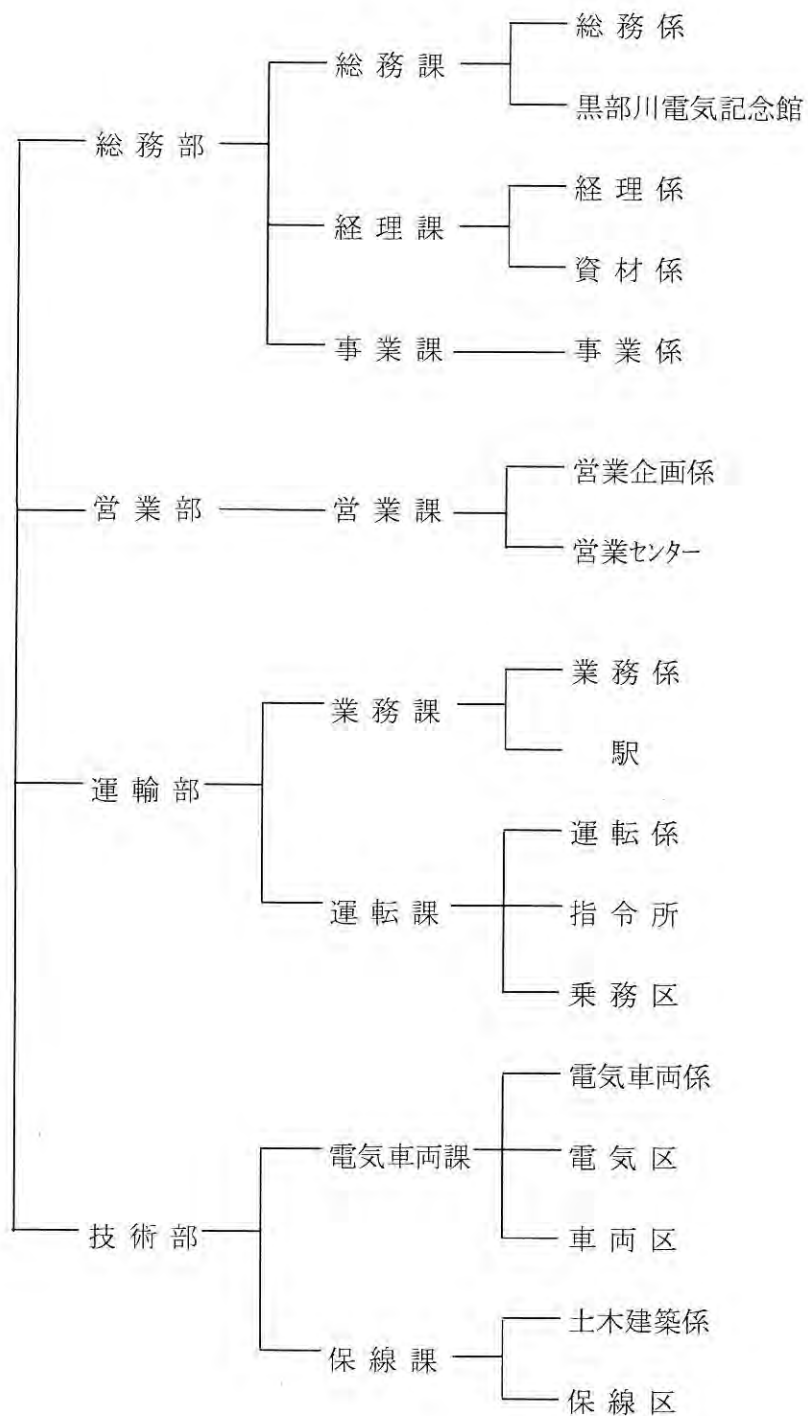 総務係
総務課
黒部川電気記念館
総務部
経理係
経理課
資材係
事業課 事業係
営業企画係
営業部 営業課
営業センター
業務係
業務課
駅
運輸部
運転係
運転課 指令所
乗務区
電気車両係
電気車両課 電気区
技術部
車両区
土木建築係
保線課
保線区